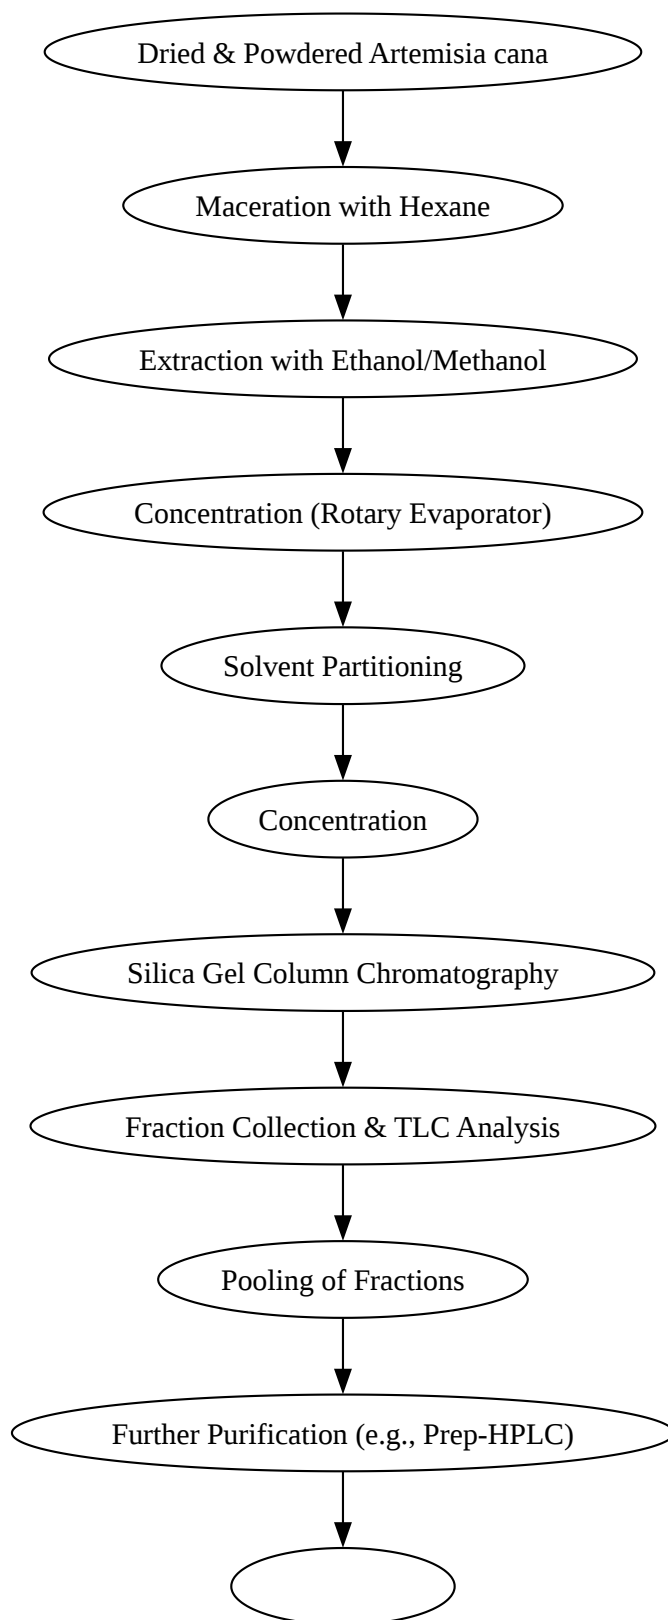 Dried & Powdered Artemisia cana
Maceration with Hexane
Extraction with Ethanol/Methanol
Concentration (Rotary Evaporator)
Solvent Partitioning
Concentration
Silica Gel Column Chromatography
Fraction Collection & TLC Analysis
Pooling of Fractions
Further Purification (e.g., Prep-HPLC)